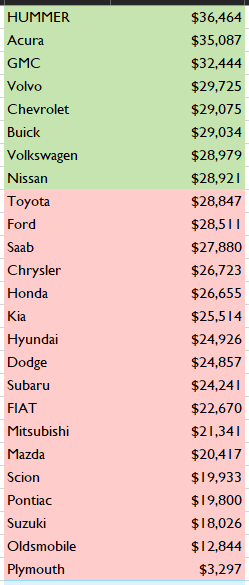 HUMMER $36,464
Acura $35,087
GMC $32,444
Volvo $29,725
Chevrolet $29,075
Buick $29,034
Volkswagen $28,979
Nissan $28,921
Toyota $28,847
Ford $28,511
Saab $27,880
Chrysler $26,723
Honda $26,655
Kia $25,514
Hyundai $24,926
Dodge $24,857
Subaru $24,241
FIAT $22,670
Mitsubishi $21,341
Mazda $20,417
Scion $19,933
Pontiac $19,800
Suzuki $18,026
Oldsmobile $12,844
Plymouth $3,297